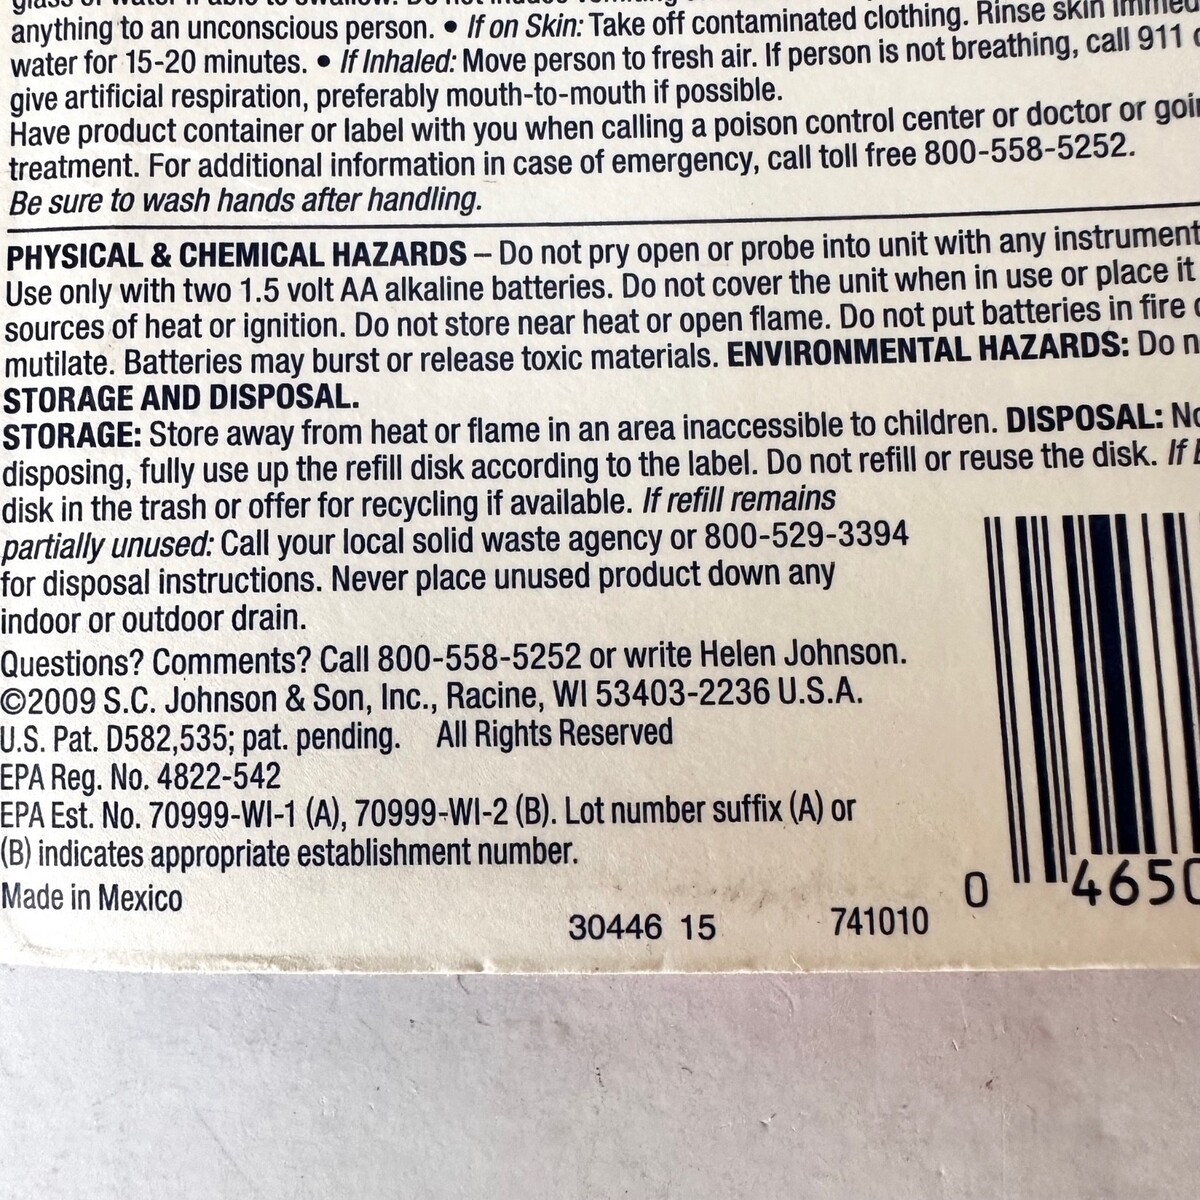 anything to an unconscious person. • If on Skin: Take off contaminated clothing. Rinse skin
water for 15-20 minutes. • If Inhaled: Move person to fresh air. If person is not breathing, call 911
give artificial respiration, preferably mouth-to-mouth if possible.
Have product container or label with you when calling a poison control center or doctor or
treatment. For additional information in case of emergency, call toll free 800-558-5252.
Be sure to wash hands after handling.
PHYSICAL & CHEMICAL HAZARDS – Do not pry open or probe into unit with any instrument
Use only with two 1.5 volt AA alkaline batteries. Do not cover the unit when in use or place it
sources of heat or ignition. Do not store near heat or open flame. Do not put batteries in fire
mutilate. Batteries may burst or release toxic materials. ENVIRONMENTAL HAZARDS: Do
STORAGE AND DISPOSAL.
STORAGE: Store away from heat or flame in an area inaccessible to children. DISPOSAL:
disposing, fully use up the refill disk according to the label. Do not refill or reuse the disk. If
disk in the trash or offer for recycling if available. If refill remains
partially unused: Call your local solid waste agency or 800-529-3394
for disposal instructions. Never place unused product down any
indoor or outdoor drain.
Questions? Comments? Call 800-558-5252 or write Helen Johnson.
©2009 S.C. Johnson & Son, Inc., Racine, WI 53403-2236 U.S.A.
U.S. Pat. D582,535; pat. pending. All Rights Reserved
EPA Reg. No. 4822-542
EPA Est. No. 70999-WI-1 (A), 70999-WI-2 (B). Lot number suffix (A) or
(B) indicates appropriate establishment number.
Made in Mexico
30446 15 741010
0 4650